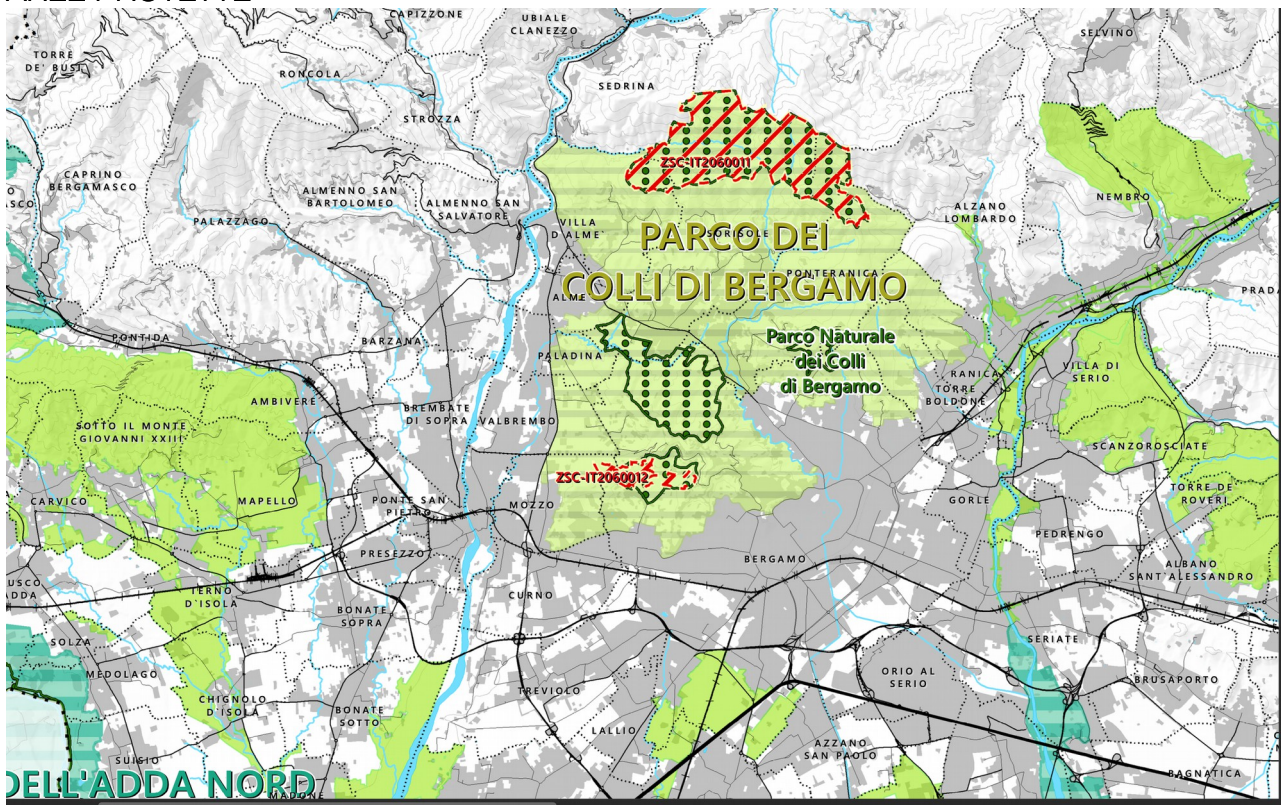 CAPIZZONE
UBIALE
CLANEZZO
SELVINO
TORRE
DE' BUSI
RONCOLA
SEDRINA
STROZZA
ZSC-IT2060011
CAPRINO
BERGAMASCO
ALMENNO SAN
BARTOLOMEO
ALMENNO SAN
SALVATORE
NEMBRO
ALZANO
LOMBARDO
PALAZZAGO
VILLA
D'ALME'
SORISOLE
PARCO DEI
COLLI DI BERGAMO
PONTERANICA
ALME'
PONTIDA
BARZANA
PALADINA
Parco Naturale
dei Colli
di Bergamo
RANICA
TORRE
BOLDONE
VILLA DI
SERIO
AMBIVERE
BREMBATE
DI SOPRA
VALBREMBO
SOTTO IL MONTE
GIOVANNI XXIII
SCANZOROSCIATE
ZSC-IT2060012
CARVICO
MAPELLO
PONTE SAN
PIETRO
MOZZO
GORLE
TORRE DE'
ROVERI
PEDRENGO
PRESEZZO
BERGAMO
ALBANO
SANT'ALESSANDRO
TERNO
D'ISOLA
BONATE
SOPRA
CURNO
SOLZA
SERIATE
MEDOLAGO
ORIO AL
SERIO
BRUSAPORTO
CHIGNOLO
D'ISOLA
TREVIOLO
BONATE
SOTTO
LALLIO
AZZANO
SAN PAOLO
SUISIO
BAGNATICA
DELL'ADDA NORD
MADONE